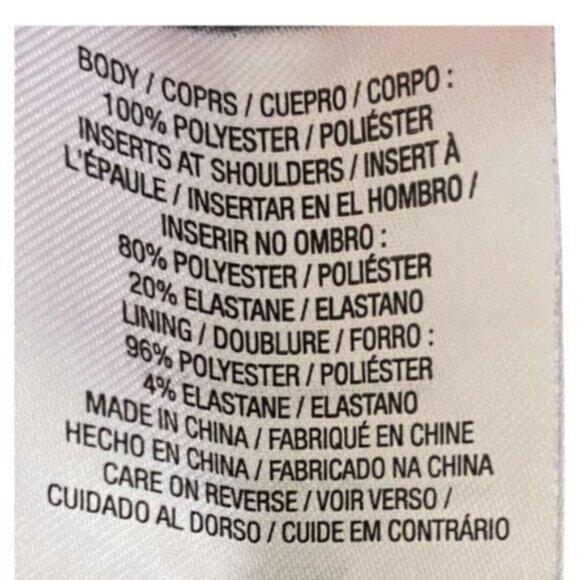 BODY / COPRS / CUEPRO / CORPO :
100% POLYESTER / POLIÉSTER
INSERTS AT SHOULDERS / INSERT À
L'ÉPAULE / INSERTAR EN EL HOMBRO /
INSERIR NO OMBRO :
80% POLYESTER / POLIÉSTER
20% ELASTANE / ELASTANO
LINING / DOUBLURE / FORRO :
96% POLYESTER / POLIÉSTER
4% ELASTANE / ELASTANO
MADE IN CHINA / FABRIQUÉ EN CHINE
HECHO EN CHINA / FABRICADO NA CHINA
CARE ON REVERSE / VOIR VERSO /
CUIDADO AL DORSO / CUIDE EM CONTRÁRIO